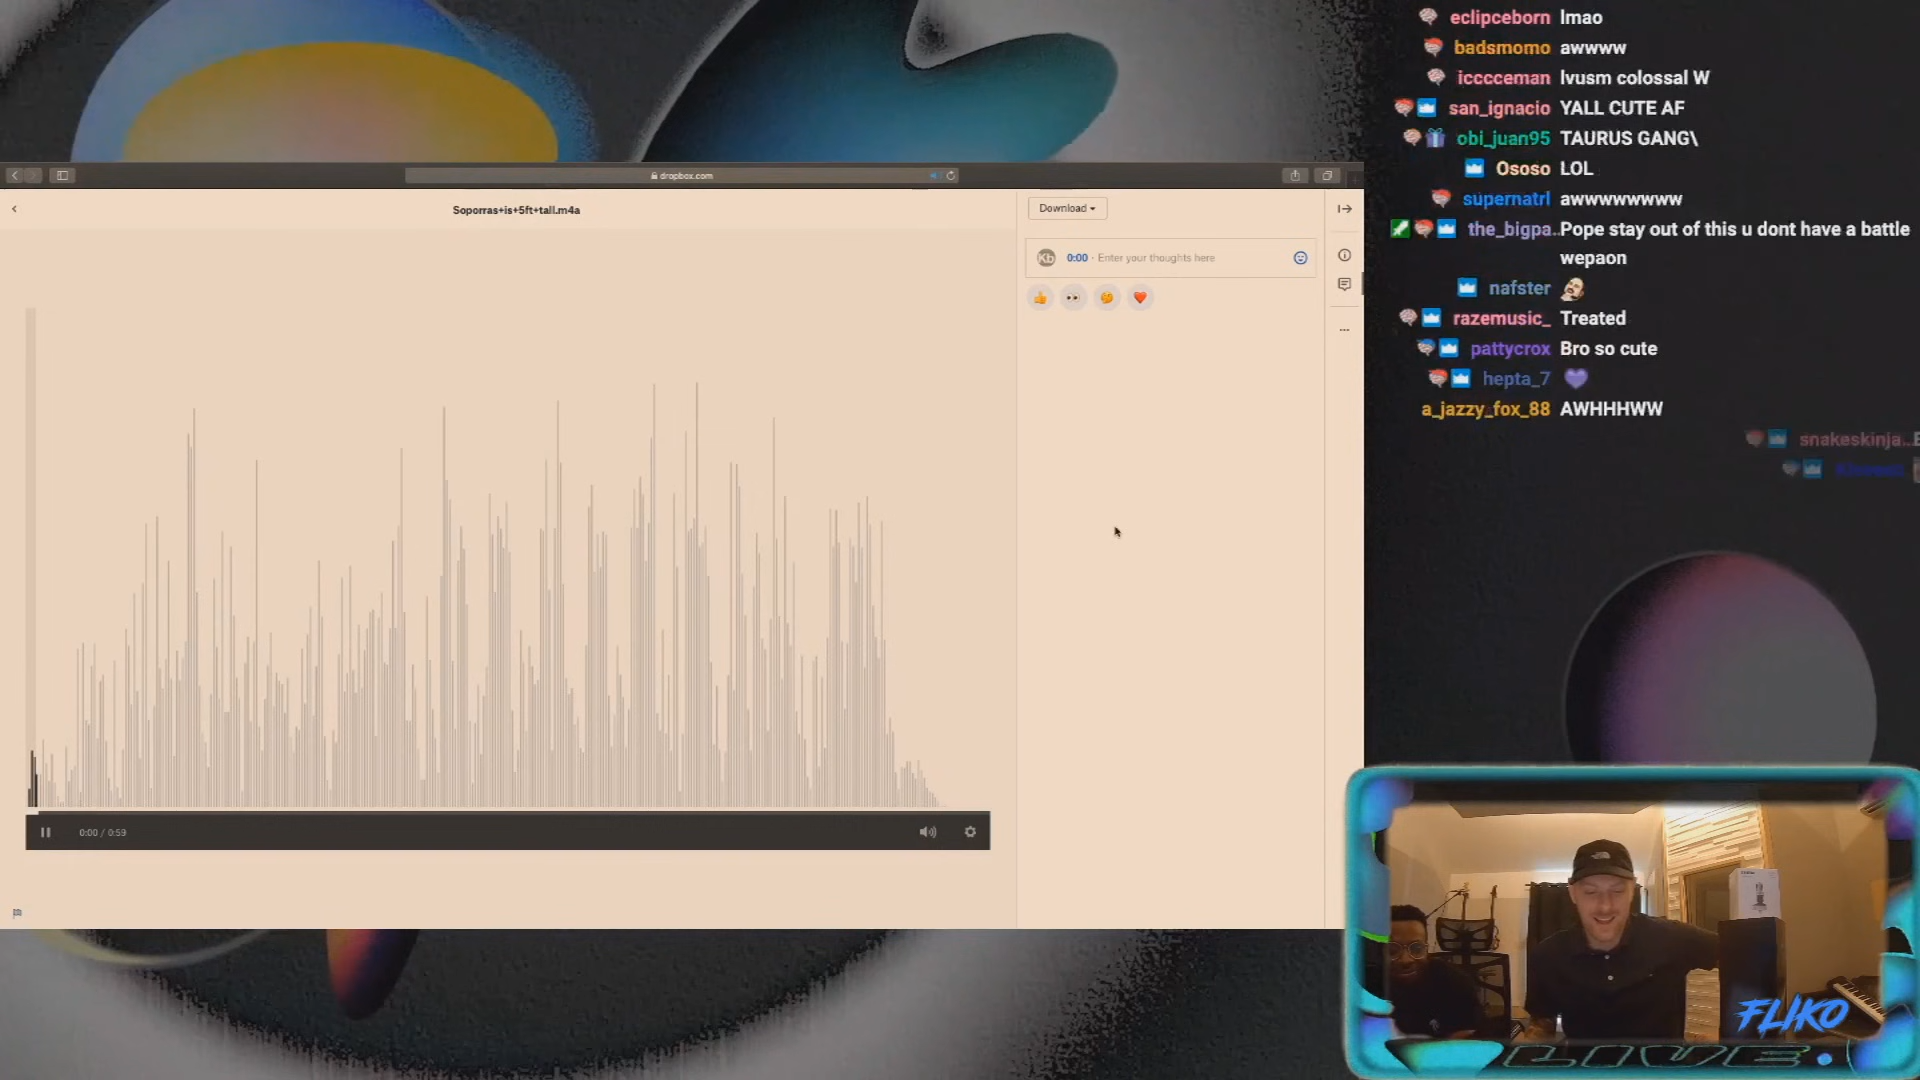 dropbox.com
Soporras+is+5ft+tall.m4a
Download
Kb 0:00 - Enter your thoughts here
0:00 / 0:59
eclipceborn lmao
badsmomo awwww
icccceman lvusm colossal W
san_ignacio YALL CUTE AF
obi_juan95 TAURUS GANG\
Ososo LOL
supernatrl awwwwwwww
the_bigpa.. Pope stay out of this u dont have a battle
wepaon
nafster
razemusic_ Treated
pattycrox Bro so cute
hepta_7
a_jazzy_fox_88 AWHHHWW
snakeskinja...
FLIKO
LIVE